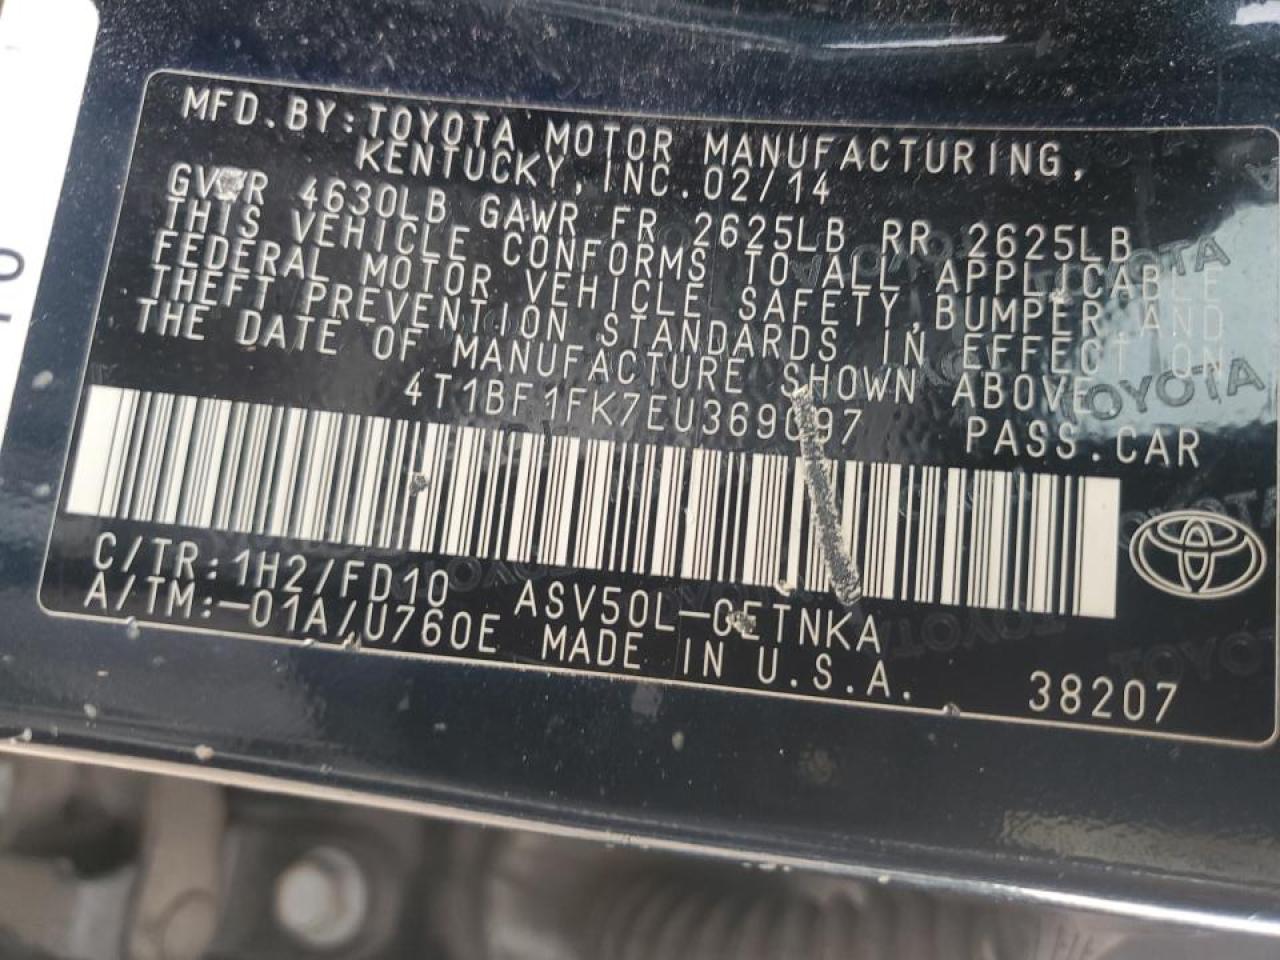 MFD.BY:TOYOTA MOTOR MANUFACTURING,
KENTUCKY,INC.02/14
GVWR 4630LB GAWR FR 2625LB RR 2625LB
THIS VEHICLE CONFORMS TO ALL APPLICABLE
FEDERAL MOTOR VEHICLE SAFETY,BUMPER,AND
THEFT PREVENTION STANDARDS IN EFFECT ON
THE DATE OF MANUFACTURE SHOWN ABOVE.
4T1BF1FK7EU369097 PASS.CAR
C/TR:1H2/FD10 ASV50L-CETNKA
A/TM:-01A/U760E MADE IN U.S.A.
38207